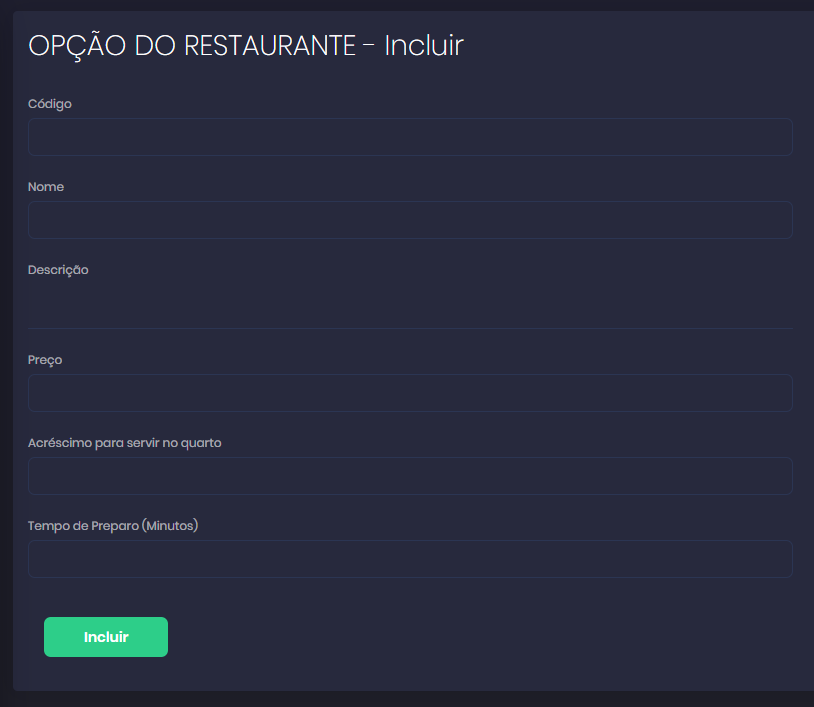 OPÇÃO DO RESTAURANTE - Incluir
Código
Nome
Descrição
Preço
Acréscimo para servir no quarto
Tempo de Preparo (Minutos)
Incluir